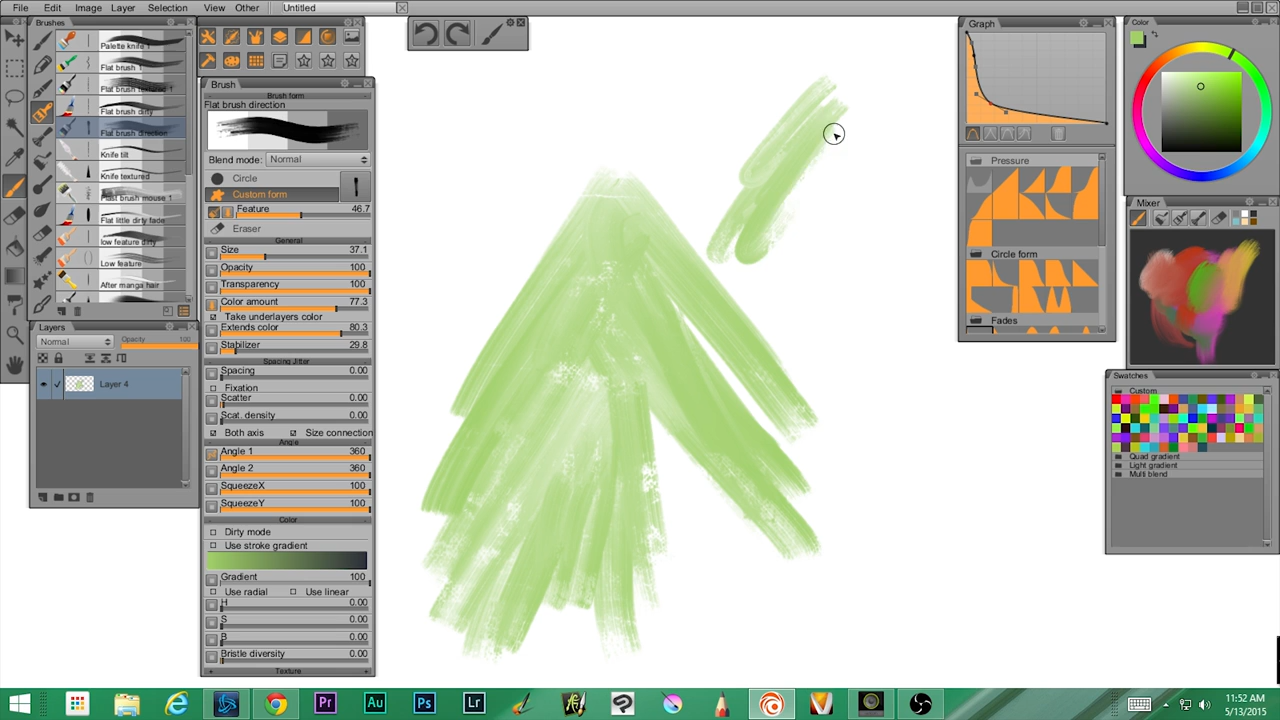 File Edit Image Layer Selection View Other Untitled
Brushes
Palette knife 1
Flat brush 1
Flat brush textured 1
Flat brush dirty
Flat brush direction
Knife tilt
Knife textured
Flast brush mouse 1
Flat little dirty fade
low feature dirty
Low feature
After manga hair
Layers
Normal Opacity 100
Layer 4
Brush
Brush form
Flat brush direction
Blend mode: Normal
Circle
Custom form
Feature 46.7
Eraser
General
Size 37.1
Opacity 100
Transparency 100
Color amount 77.3
Take underlayers color
Extends color 80.3
Stabilizer 29.8
Spacing Jitter
Spacing 0.00
Fixation
Scatter 0.00
Scat. density 0.00
Both axis Size connection
Angle
Angle 1 360
Angle 2 360
SqueezeX 100
SqueezeY 100
Color
Dirty mode
Use stroke gradient
Gradient 100
Use radial Use linear
H 0.00
S 0.00
B 0.00
Bristle diversity 0.00
Texture
Graph
Pressure
Circle form
Fades
Color
Mixer
Swatches
Custom
Quad gradient
Light gradient
Multi blend
Pr Au Ps Lr
11:52 AM
5/13/2015